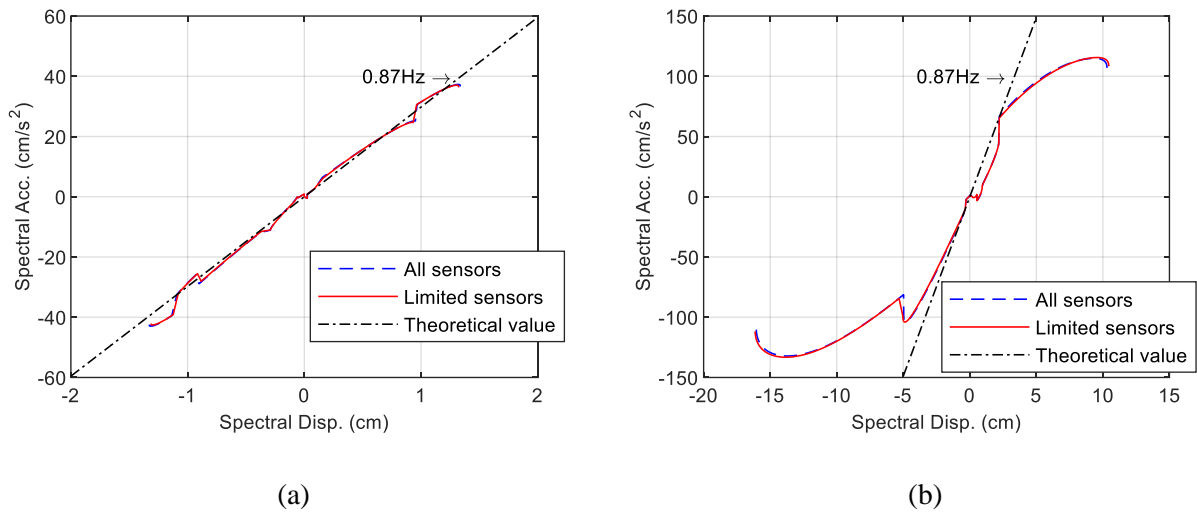 60
40
20
0
-20
-40
-60
-2
-1
0
1
2
Spectral Acc. (cm/s²)
Spectral Disp. (cm)
0.87Hz →
All sensors
Limited sensors
Theoretical value
(a)
150
100
50
0
-50
-100
-150
-20
-15
-10
-5
0
5
10
15
Spectral Acc. (cm/s²)
Spectral Disp. (cm)
0.87Hz →
All sensors
Limited sensors
Theoretical value
(b)